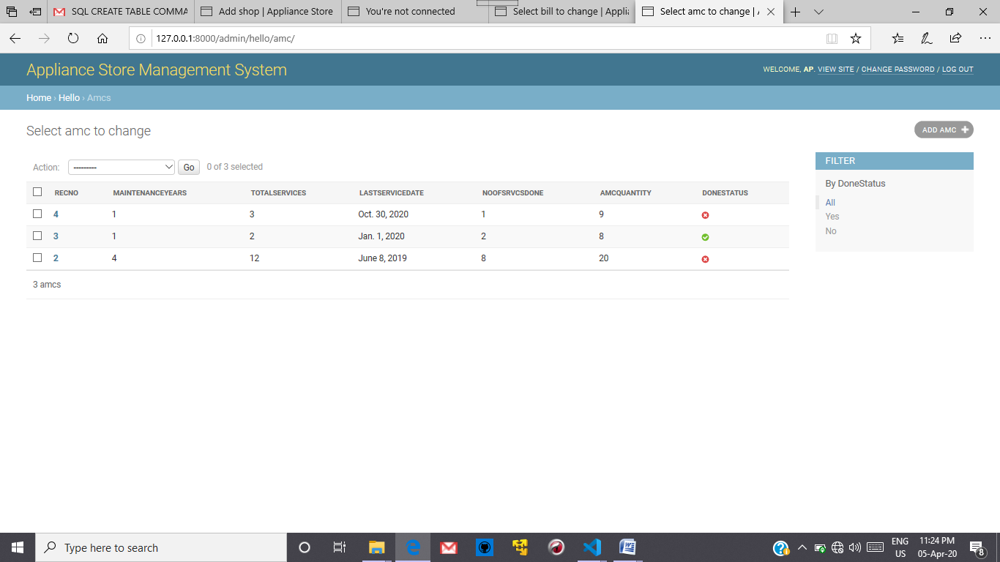 SQL CREATE TABLE COMMA
Add shop | Appliance Store
You're not connected
Select bill to change | Appli
Select amc to change |
127.0.0.1:8000/admin/hello/amc/
Appliance Store Management System
WELCOME, AP. VIEW SITE / CHANGE PASSWORD / LOG OUT
Home › Hello › Amcs
Select amc to change
ADD AMC +
Action: --------- Go 0 of 3 selected
RECNO MAINTENANCEYEARS TOTALSERVICES LASTSERVICEDATE NOOFSRVCSDONE AMCQUANTITY DONESTATUS
4 1 3 Oct. 30, 2020 1 9
3 1 2 Jan. 1, 2020 2 8
2 4 12 June 8, 2019 8 20
3 amcs
FILTER
By DoneStatus
All
Yes
No
Type here to search
ENG
US
11:24 PM
05-Apr-20
8